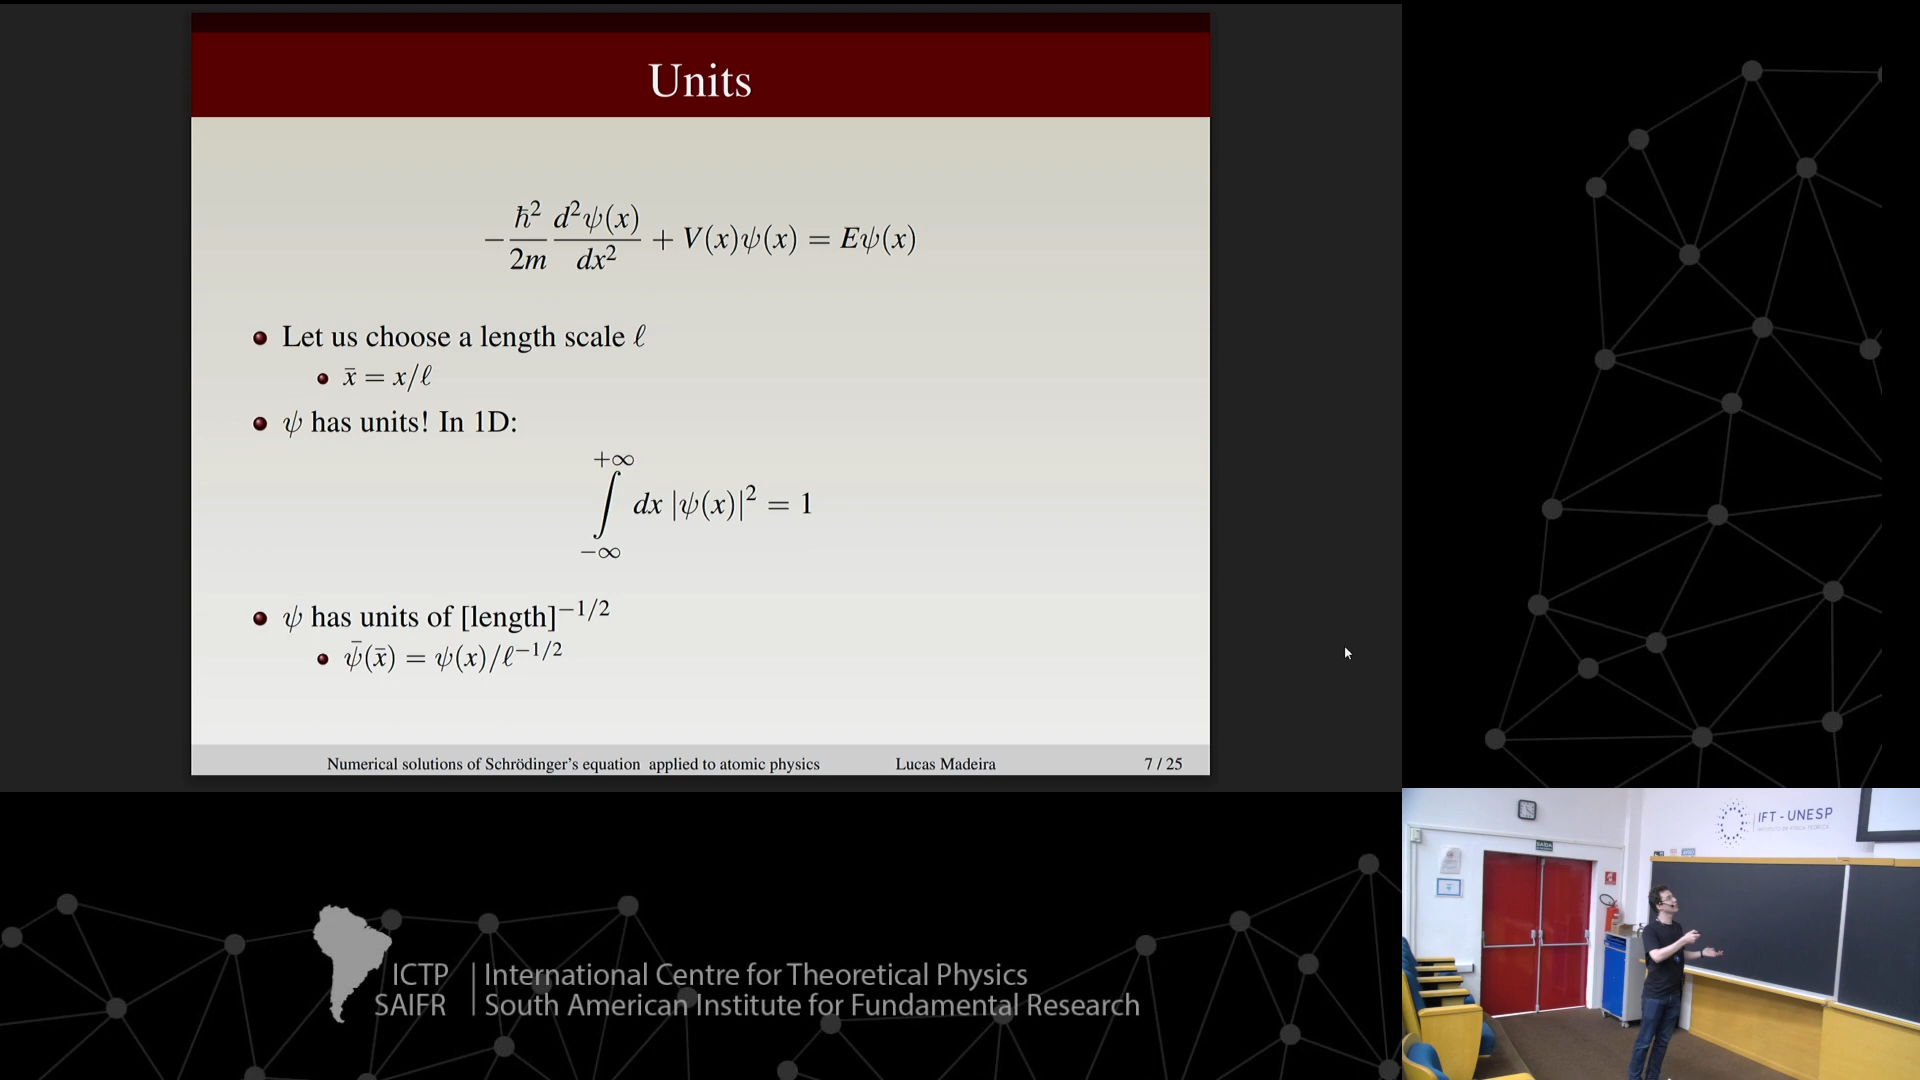 Units
−ħ²/2m d²ψ(x)/dx² + V(x)ψ(x) = Eψ(x)
Let us choose a length scale ℓ
x̄ = x/ℓ
ψ has units! In 1D:
∫_{−∞}^{+∞} dx |ψ(x)|² = 1
ψ has units of [length]^{−1/2}
ψ̄(x̄) = ψ(x)/ℓ^{−1/2}
Numerical solutions of Schrödinger's equation applied to atomic physics Lucas Madeira 7 / 25
ICTP | International Centre for Theoretical Physics
SAIFR | South American Institute for Fundamental Research
IFT - UNESP
SAÍDA